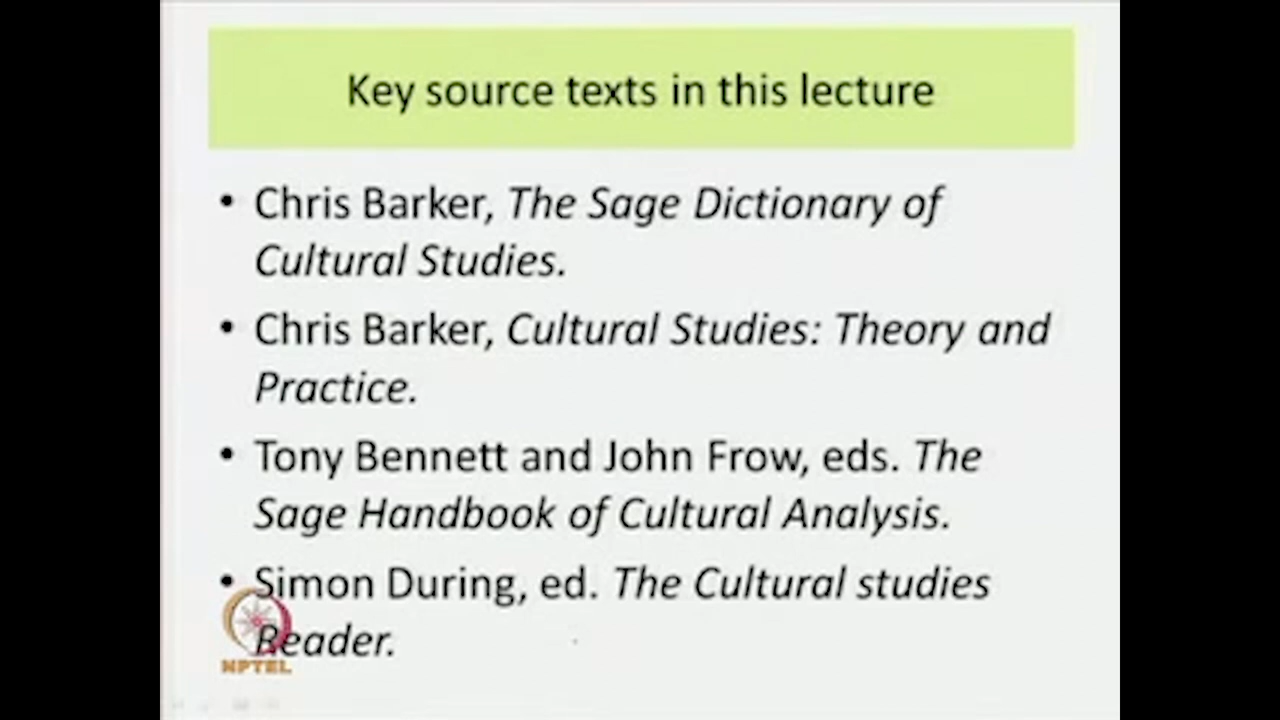 Key source texts in this lecture
• Chris Barker, The Sage Dictionary of
Cultural Studies.
• Chris Barker, Cultural Studies: Theory and
Practice.
• Tony Bennett and John Frow, eds. The
Sage Handbook of Cultural Analysis.
• Simon During, ed. The Cultural studies
Reader.
NPTEL